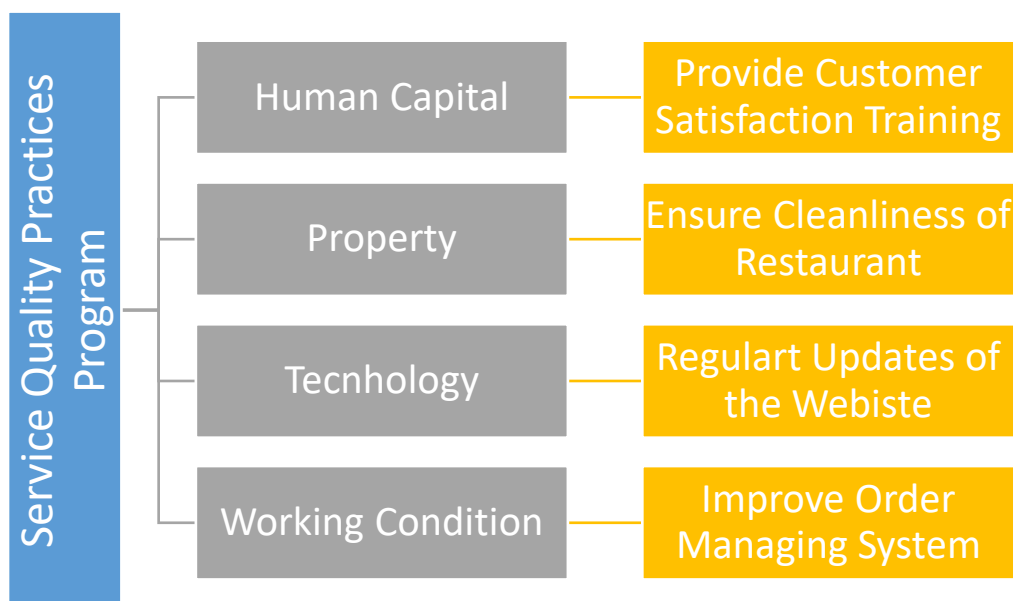 Service Quality Practices
Program
Human Capital
Provide Customer
Satisfaction Training
Property
Ensure Cleanliness of
Restaurant
Tecnhology
Regulart Updates of
the Webiste
Working Condition
Improve Order
Managing System